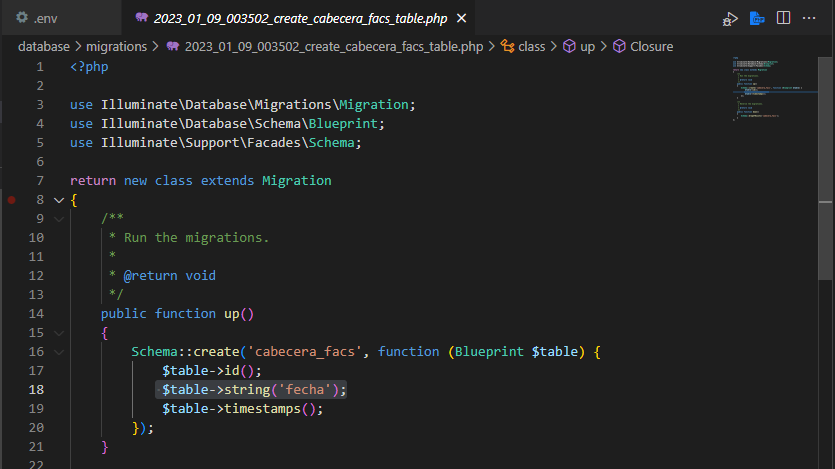 .env
2023_01_09_003502_create_cabecera_facs_table.php
database > migrations > 2023_01_09_003502_create_cabecera_facs_table.php > class > up > Closure
1 <?php
2
3 use Illuminate\Database\Migrations\Migration;
4 use Illuminate\Database\Schema\Blueprint;
5 use Illuminate\Support\Facades\Schema;
6
7 return new class extends Migration
8 {
9 /**
10 * Run the migrations.
11 *
12 * @return void
13 */
14 public function up()
15 {
16 Schema::create('cabecera_facs', function (Blueprint $table) {
17 $table->id();
18 $table->string('fecha');
19 $table->timestamps();
20 });
21 }
22